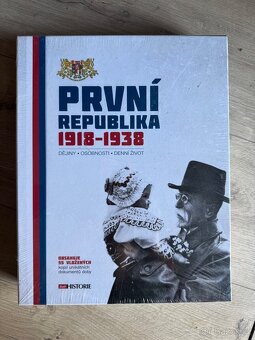 PRVNÍ
REPUBLIKA
1918-1938
DĚJINY • OSOBNOSTI • DENNÍ ŽIVOT
OBSAHUJE
55 VLOŽENÝCH
kopií unikátních
dokumentů doby
HISTORIE